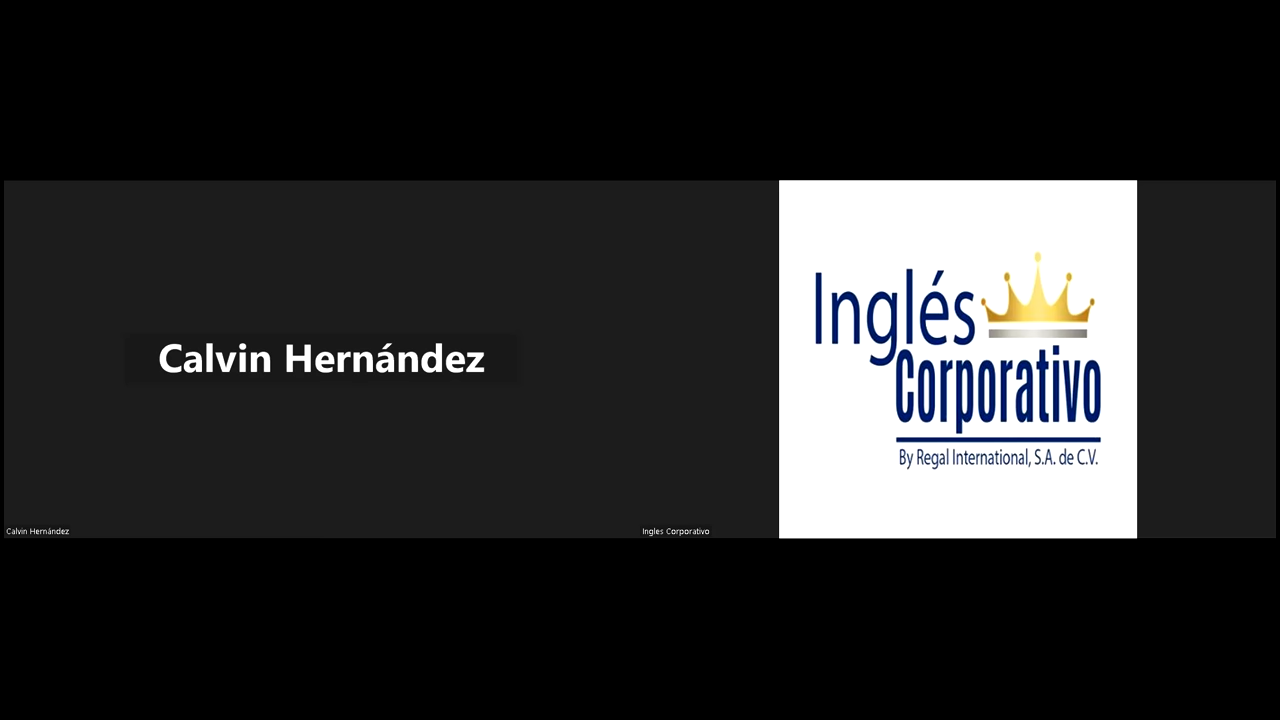 Calvin Hernández
Calvin Hernández
Inglés
Corporativo
By Regal International, S.A. de C.V.
Ingles Corporativo